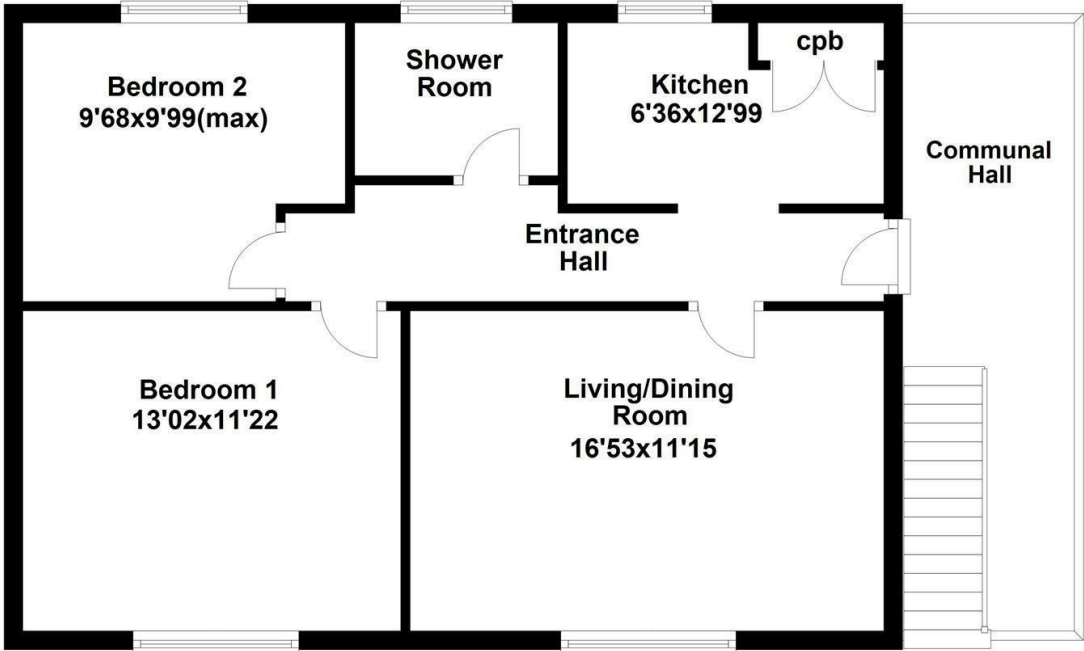 Bedroom 2
9'68x9'99(max)
Shower
Room
Kitchen
6'36x12'99
cpb
Communal
Hall
Entrance
Hall
Bedroom 1
13'02x11'22
Living/Dining
Room
16'53x11'15